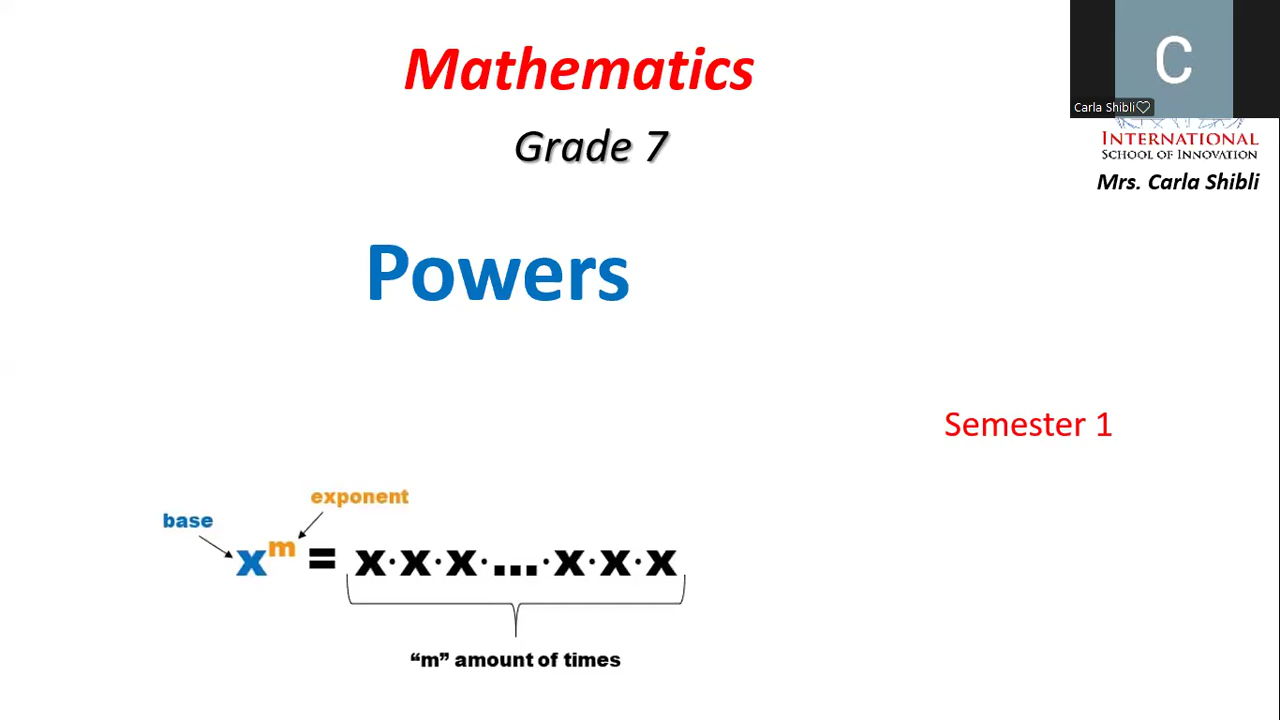 Mathematics
Grade 7
C
Carla Shibli♡
INTERNATIONAL
SCHOOL OF INNOVATION
Mrs. Carla Shibli
Powers
Semester 1
exponent
base
x^m = x·x·x·...·x·x·x
“m” amount of times